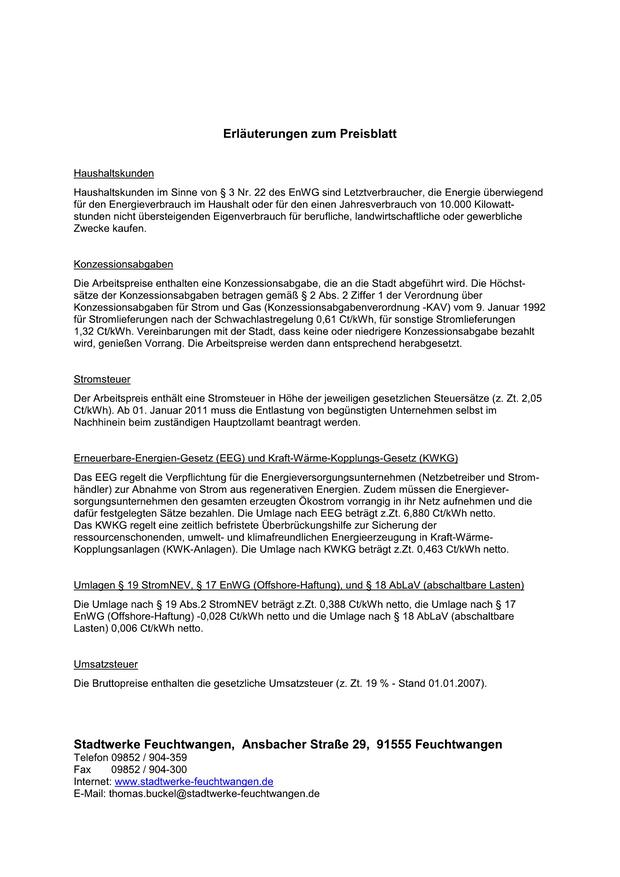 Erläuterungen zum Preisblatt
Haushaltskunden
Haushaltskunden im Sinne von § 3 Nr. 22 des EnWG sind Letztverbraucher, die Energie überwiegend
für den Energieverbrauch im Haushalt oder für den einen Jahresverbrauch von 10.000 Kilowatt-
stunden nicht übersteigenden Eigenverbrauch für berufliche, landwirtschaftliche oder gewerbliche
Zwecke kaufen.
Konzessionsabgaben
Die Arbeitspreise enthalten eine Konzessionsabgabe, die an die Stadt abgeführt wird. Die Höchst-
sätze der Konzessionsabgaben betragen gemäß § 2 Abs. 2 Ziffer 1 der Verordnung über
Konzessionsabgaben für Strom und Gas (Konzessionsabgabenverordnung -KAV) vom 9. Januar 1992
für Stromlieferungen nach der Schwachlastregelung 0,61 Ct/kWh, für sonstige Stromlieferungen
1,32 Ct/kWh. Vereinbarungen mit der Stadt, dass keine oder niedrigere Konzessionsabgabe bezahlt
wird, genießen Vorrang. Die Arbeitspreise werden dann entsprechend herabgesetzt.
Stromsteuer
Der Arbeitspreis enthält eine Stromsteuer in Höhe der jeweiligen gesetzlichen Steuersätze (z. Zt. 2,05
Ct/kWh). Ab 01. Januar 2011 muss die Entlastung von begünstigten Unternehmen selbst im
Nachhinein beim zuständigen Hauptzollamt beantragt werden.
Erneuerbare-Energien-Gesetz (EEG) und Kraft-Wärme-Kopplungs-Gesetz (KWKG)
Das EEG regelt die Verpflichtung für die Energieversorgungsunternehmen (Netzbetreiber und Strom-
händler) zur Abnahme von Strom aus regenerativen Energien. Zudem müssen die Energiever-
sorgungsunternehmen den gesamten erzeugten Ökostrom vorrangig in ihr Netz aufnehmen und die
dafür festgelegten Sätze bezahlen. Die Umlage nach EEG beträgt z.Zt. 6,880 Ct/kWh netto.
Das KWKG regelt eine zeitlich befristete Überbrückungshilfe zur Sicherung der
ressourcenschonenden, umwelt- und klimafreundlichen Energieerzeugung in Kraft-Wärme-
Kopplungsanlagen (KWK-Anlagen). Die Umlage nach KWKG beträgt z.Zt. 0,463 Ct/kWh netto.
Umlagen § 19 StromNEV, § 17 EnWG (Offshore-Haftung), und § 18 AbLaV (abschaltbare Lasten)
Die Umlage nach § 19 Abs.2 StromNEV beträgt z.Zt. 0,388 Ct/kWh netto, die Umlage nach § 17
EnWG (Offshore-Haftung) -0,028 Ct/kWh netto und die Umlage nach § 18 AbLaV (abschaltbare
Lasten) 0,006 Ct/kWh netto.
Umsatzsteuer
Die Bruttopreise enthalten die gesetzliche Umsatzsteuer (z. Zt. 19 % - Stand 01.01.2007).
Stadtwerke Feuchtwangen, Ansbacher Straße 29, 91555 Feuchtwangen
Telefon 09852 / 904-359
Fax 09852 / 904-300
Internet: www.stadtwerke-feuchtwangen.de
E-Mail: thomas.buckel@stadtwerke-feuchtwangen.de